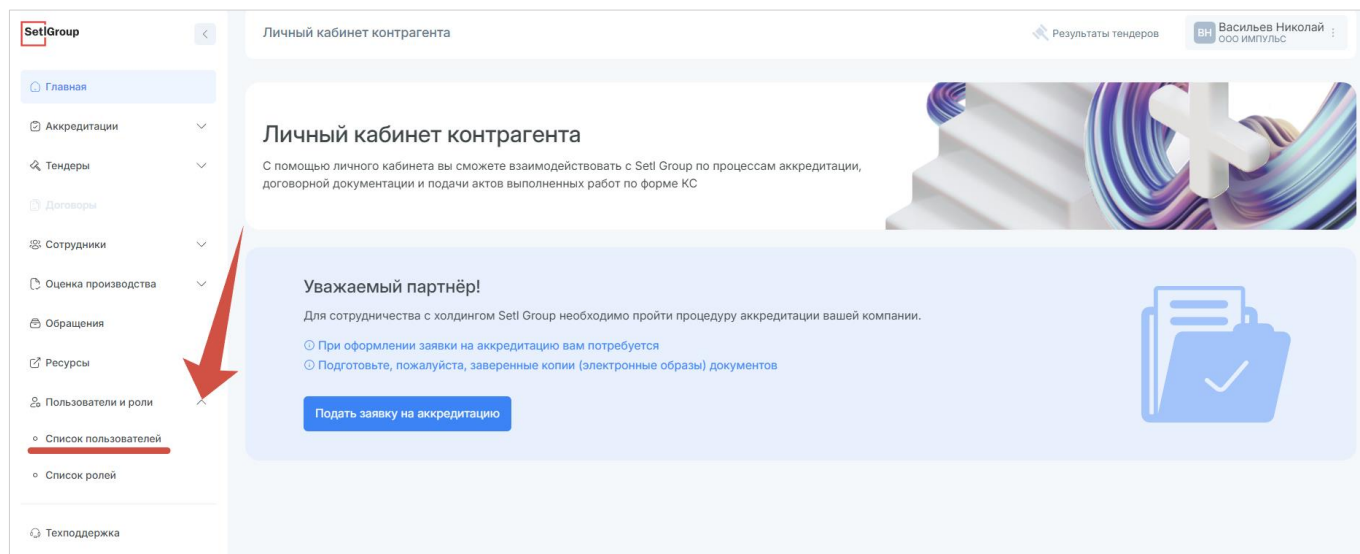 SetlGroup
Личный кабинет контрагента
Результаты тендеров
ВН
Васильев Николай
ООО ИМПУЛЬС
Главная
Аккредитации
Тендеры
Договоры
Сотрудники
Оценка производства
Обращения
Ресурсы
Пользователи и роли
Список пользователей
Список ролей
Техподдержка
Личный кабинет контрагента
С помощью личного кабинета вы сможете взаимодействовать с Setl Group по процессам аккредитации,
договорной документации и подачи актов выполненных работ по форме КС
Уважаемый партнёр!
Для сотрудничества с холдингом Setl Group необходимо пройти процедуру аккредитации вашей компании.
При оформлении заявки на аккредитацию вам потребуется
Подготовьте, пожалуйста, заверенные копии (электронные образы) документов
Подать заявку на аккредитацию